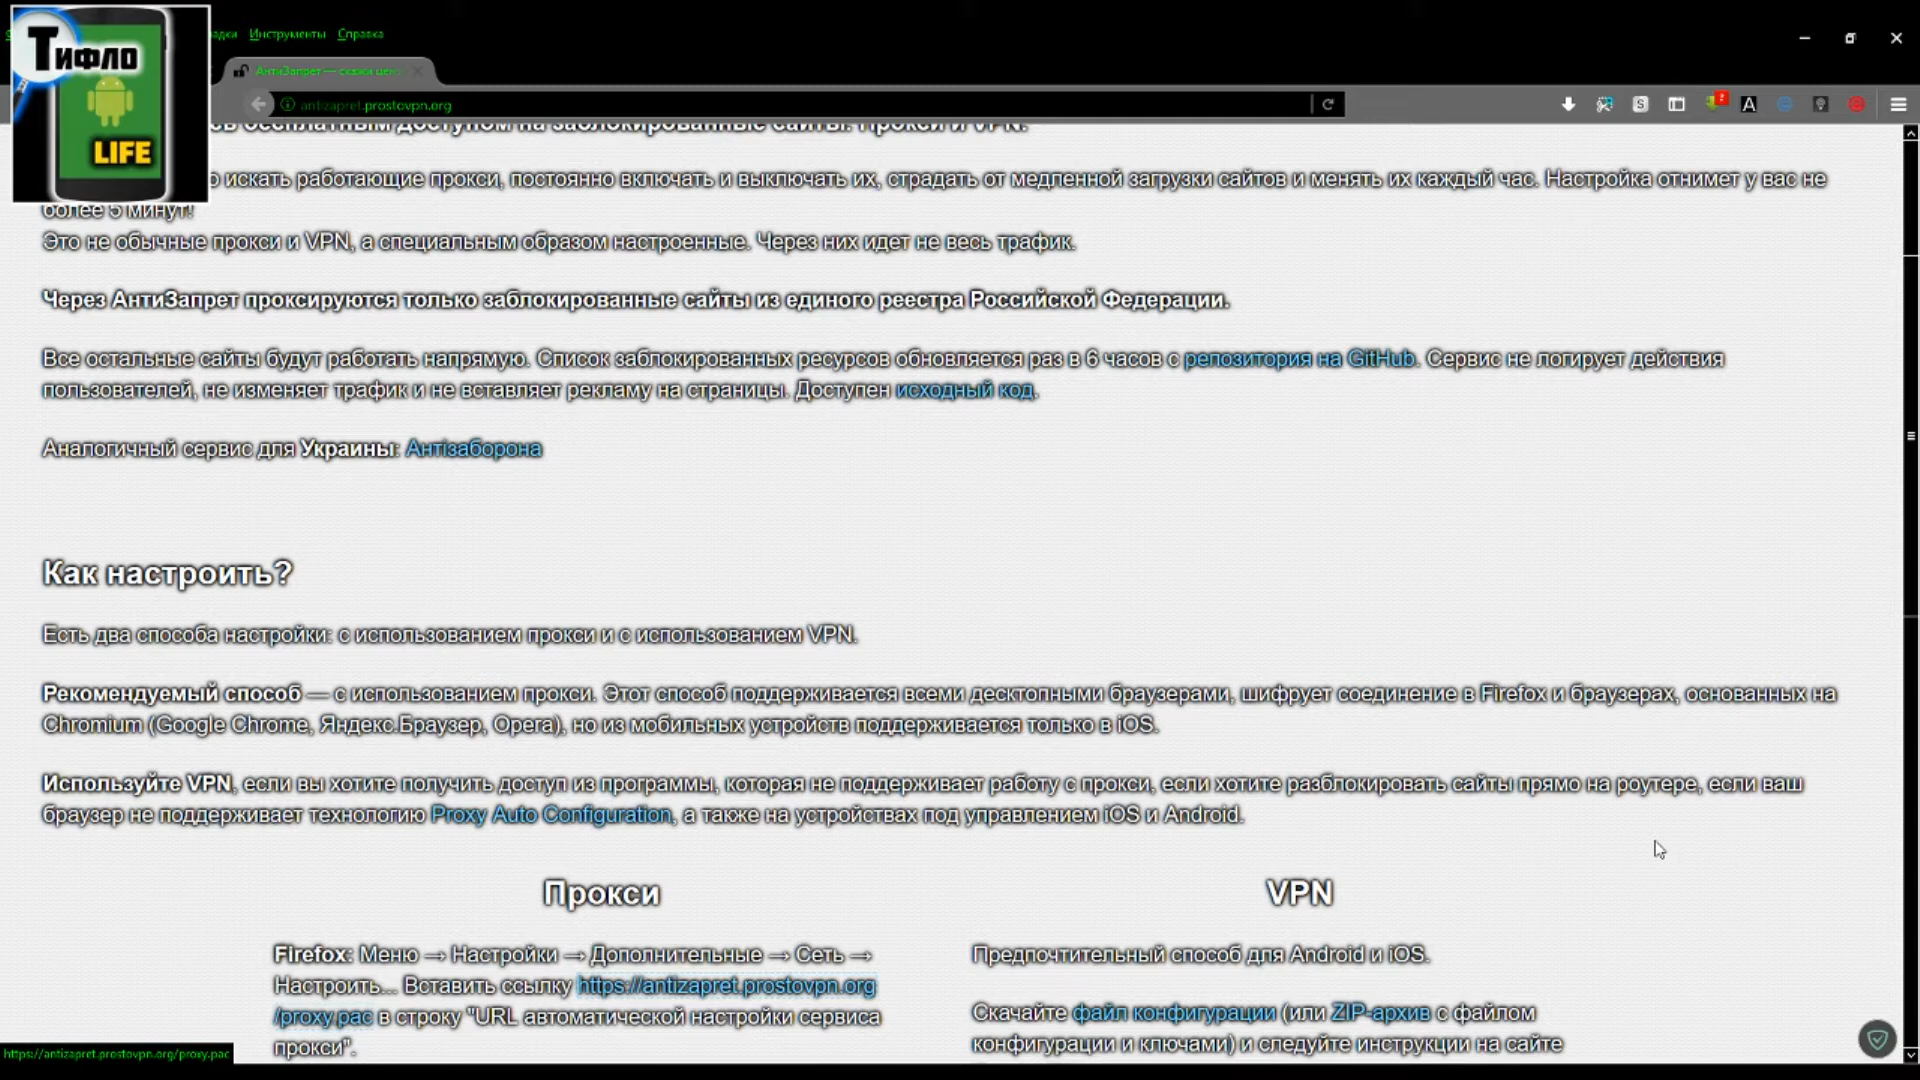 Тифло
LIFE
Инструменты Справка
АнтиЗапрет —
antizapret.prostovpn.org
бесплатным доступом на заблокированные сайты. Прокси и VPN.
искать работающие прокси, постоянно включать и выключать их, страдать от медленной загрузки сайтов и менять их каждый час. Настройка отнимет у вас не
более 5 минут!
Это не обычные прокси и VPN, а специальным образом настроенные. Через них идет не весь трафик.
Через АнтиЗапрет проксируются только заблокированные сайты из единого реестра Российской Федерации.
Все остальные сайты будут работать напрямую. Список заблокированных ресурсов обновляется раз в 6 часов с репозитория на GitHub. Сервис не логирует действия
пользователей, не изменяет трафик и не вставляет рекламу на страницы. Доступен исходный код.
Аналогичный сервис для Украины: Антізаборона
Как настроить?
Есть два способа настройки: с использованием прокси и с использованием VPN.
Рекомендуемый способ — с использованием прокси. Этот способ поддерживается всеми десктопными браузерами, шифрует соединение в Firefox и браузерах, основанных на
Chromium (Google Chrome, Яндекс.Браузер, Opera), но из мобильных устройств поддерживается только в iOS.
Используйте VPN, если вы хотите получить доступ из программы, которая не поддерживает работу с прокси, если хотите разблокировать сайты прямо на роутере, если ваш
браузер не поддерживает технологию Proxy Auto Configuration, а также на устройствах под управлением iOS и Android.
Прокси
Firefox: Меню → Настройки → Дополнительные → Сеть →
Настроить... Вставить ссылку https://antizapret.prostovpn.org
/proxy.pac в строку "URL автоматической настройки сервиса
прокси".
VPN
Предпочтительный способ для Android и iOS.
Скачайте файл конфигурации (или ZIP-архив с файлом
конфигурации и ключами) и следуйте инструкции на сайте
https://antizapret.prostovpn.org/proxy.pac